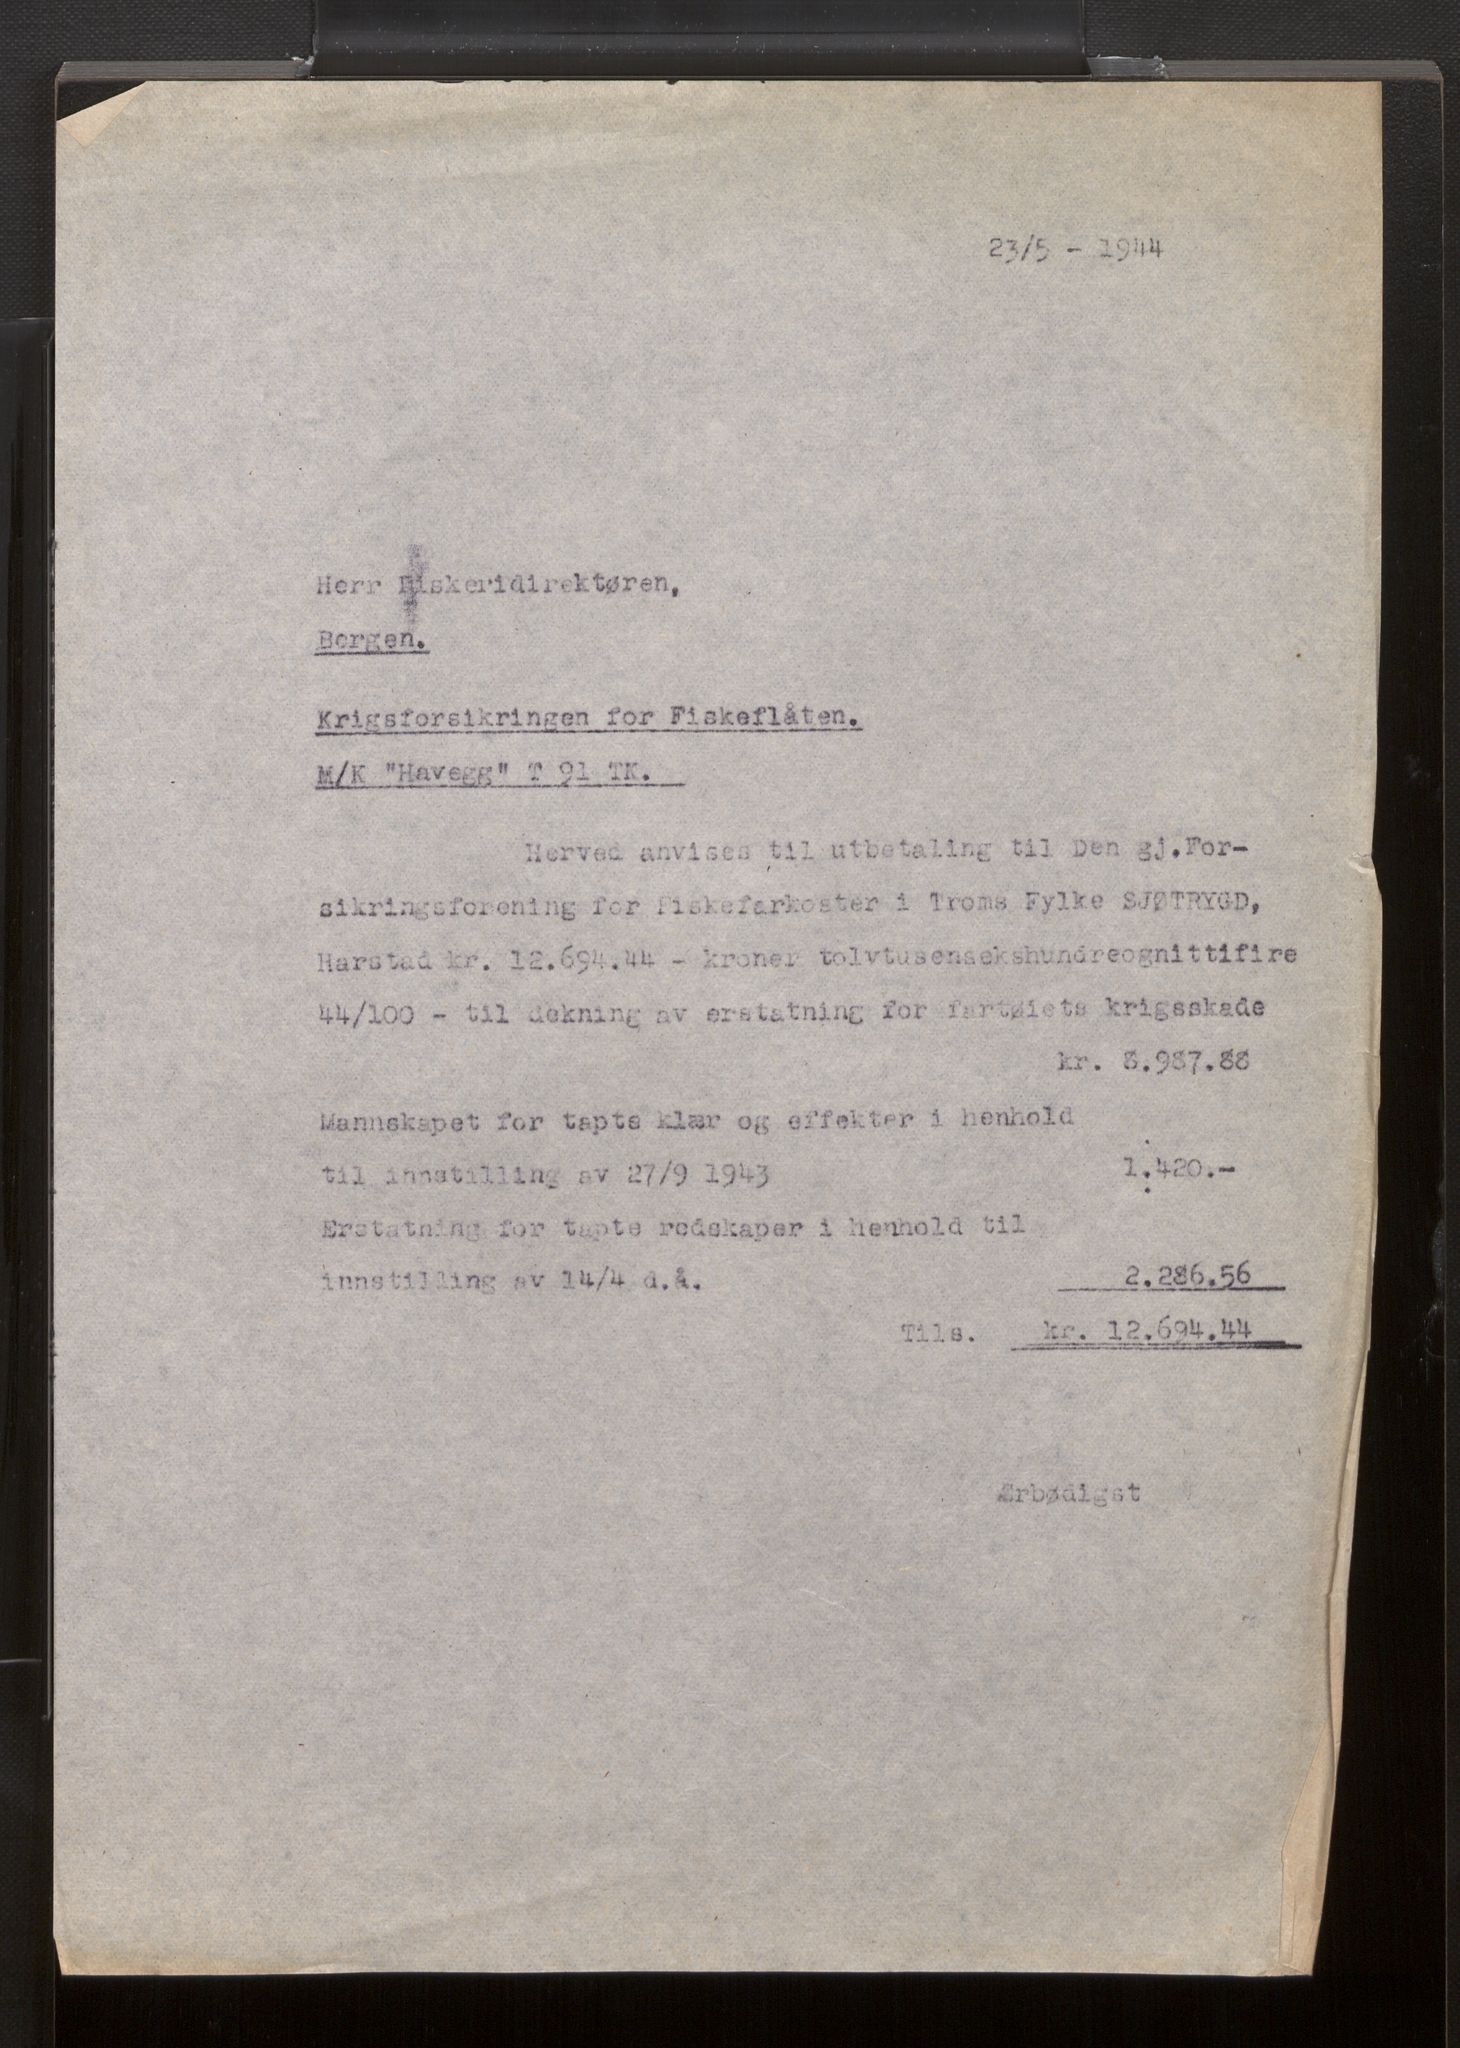 23/5 - 1944
Herr Fiskeridirektøren,
Bergen.
Krigsforsikringen for Fiskeflåten.
M/K "Havegg" T 91 TK.
Herved anvises til utbetaling til Den gj.For-
sikringsforening for fiskefarkoster i Troms Fylke SJØTRYGD,
Harstad kr. 12.694.44 - kroner tolvtusensekshundreognittifire
44/100 - til dekning av erstatning for fartøiets krigsskade
kr. 8.987.88
Mannskapet for tapte klær og effekter i henhold
til innstilling av 27/9 1943 1.420.-
Erstatning for tapte redskaper i henhold til
innstilling av 14/4 d.å. 2.286.56
Tils. kr. 12.694.44
Ærbødigst